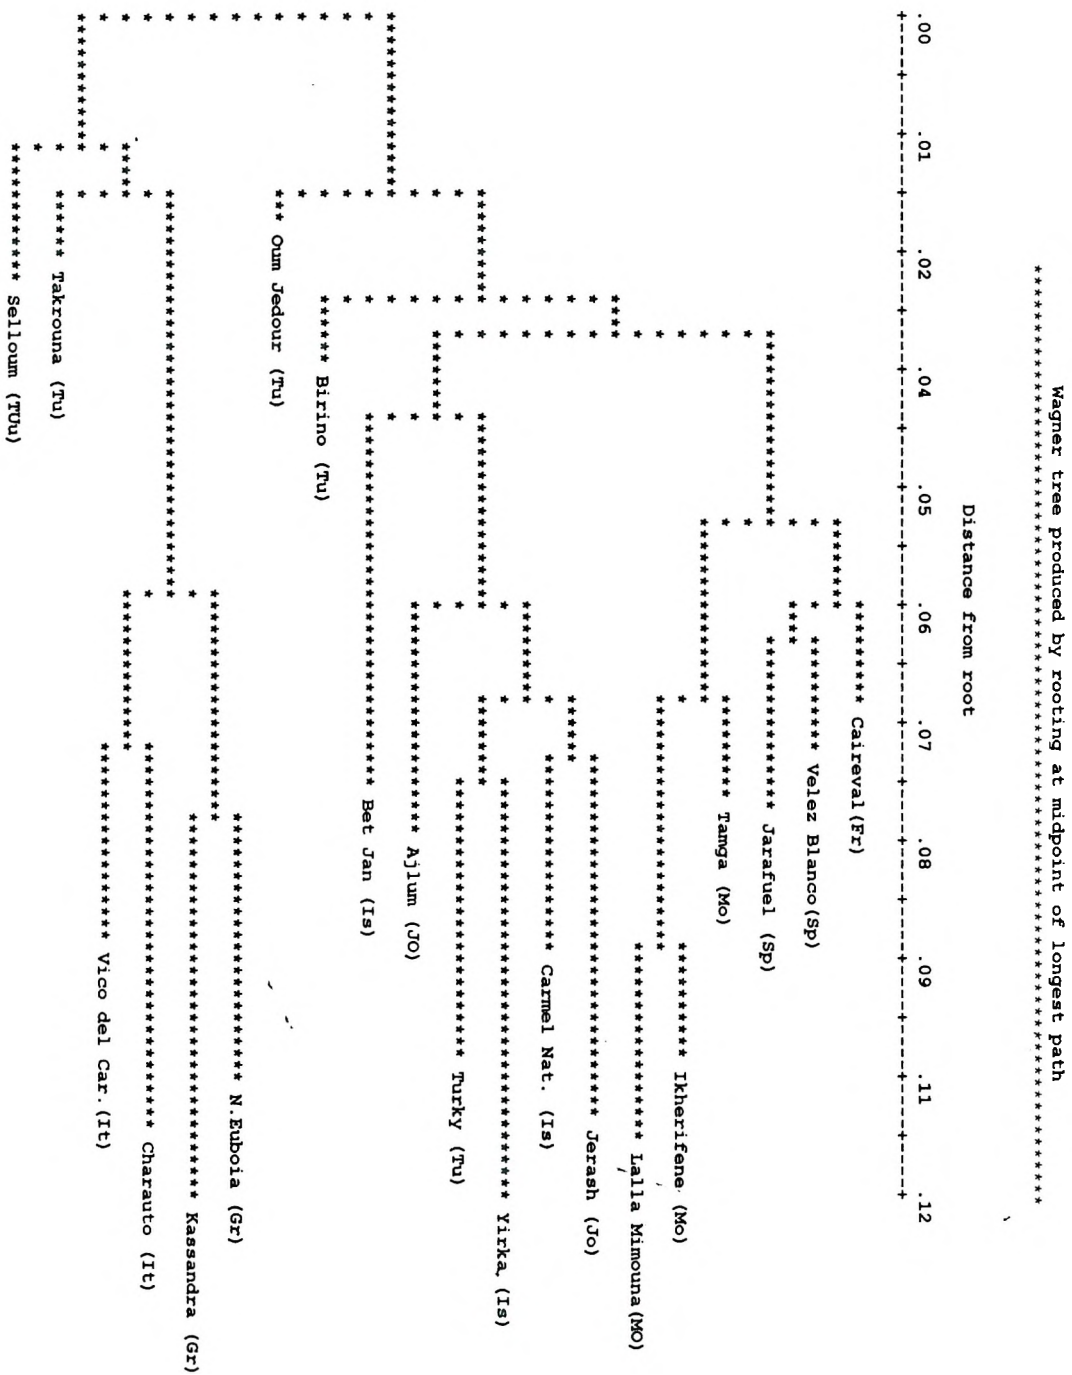 Wagner tree produced by rooting at midpoint of longest path
Distance from root
.00 .01 .02 .04 .05 .06 .07 .08 .09 .11 .12
Caireval(Fr)
Velez Blanco(Sp)
Jarafuel (Sp)
Tamga (Mo)
Ikherifene (Mo)
Lalla Mimouna(MO)
Jerash (Jo)
Carmel Nat. (Is)
Yirka, (Is)
Turky (Tu)
Ajlum (JO)
Bet Jan (Is)
Birino (Tu)
Oum Jedour (Tu)
N.Euboia (Gr)
Kassandra (Gr)
Charauto (It)
Vico del Car.(It)
Takrouna (Tu)
Selloum (TUu)